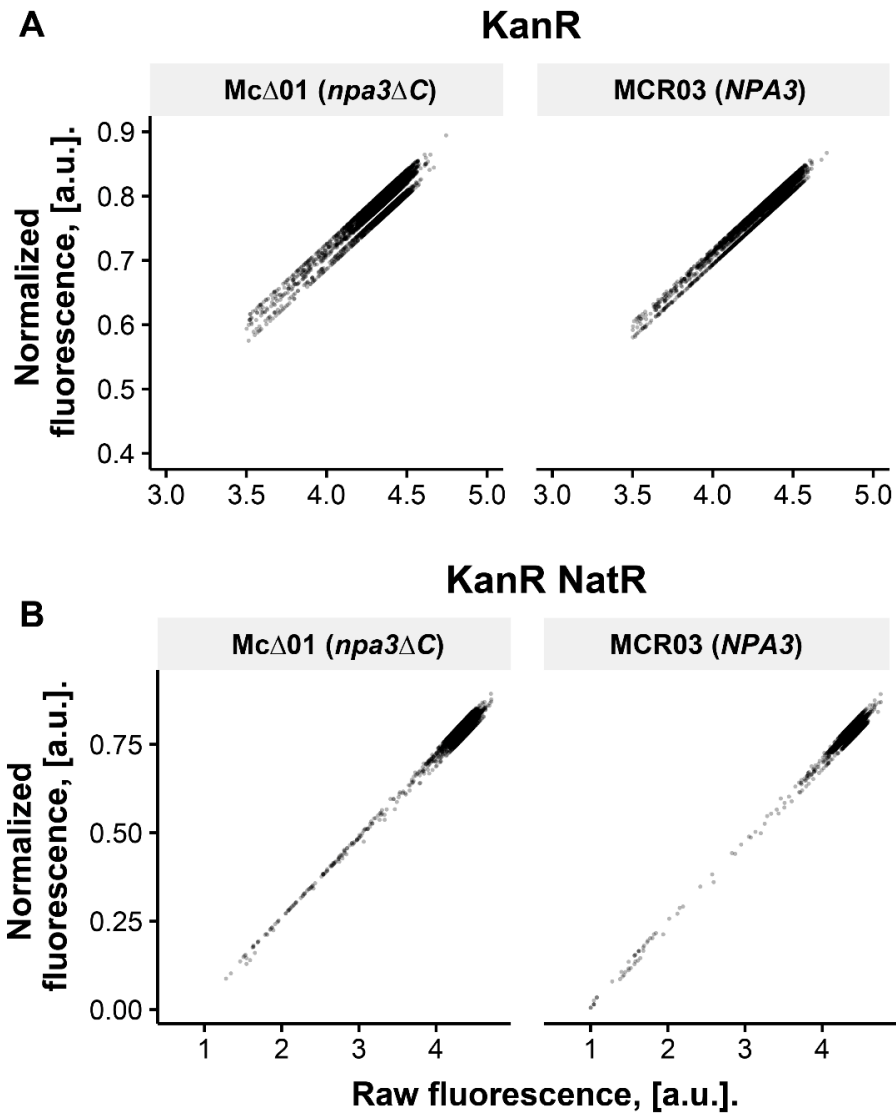 A
KanR
McΔ01 (npa3ΔC)
MCR03 (NPA3)
Normalized
fluorescence, [a.u.].
0.9
0.8
0.7
0.6
0.5
0.4
3.0 3.5 4.0 4.5 5.0
3.0 3.5 4.0 4.5 5.0
B
KanR NatR
McΔ01 (npa3ΔC)
MCR03 (NPA3)
Normalized
fluorescence, [a.u.].
0.75
0.50
0.25
0.00
1 2 3 4
1 2 3 4
Raw fluorescence, [a.u.].